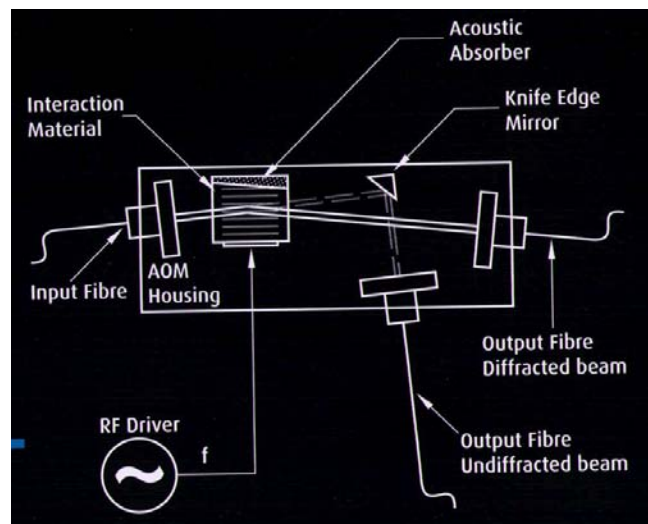 Acoustic
Absorber
Interaction
Material
Knife Edge
Mirror
AOM
Housing
Input Fibre
Output Fibre
Diffracted beam
RF Driver
f
Output Fibre
Undiffracted beam